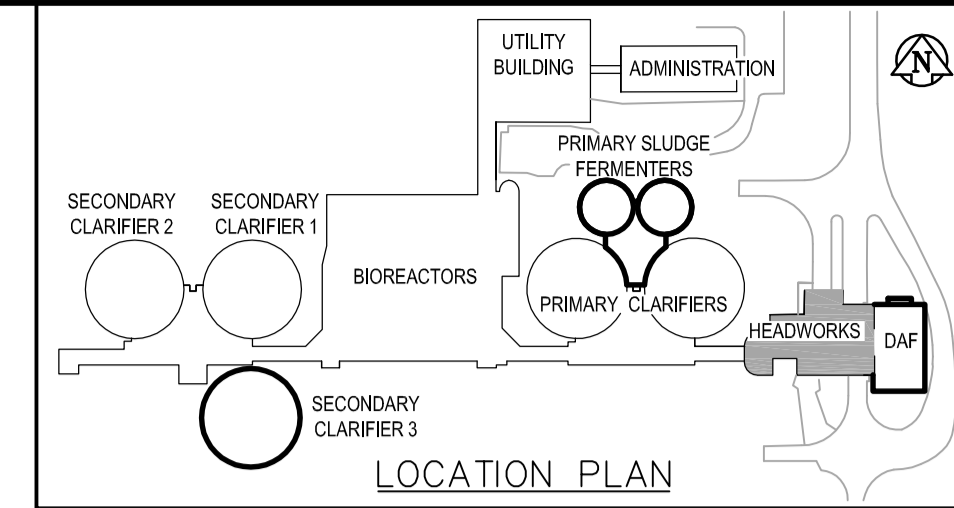 UTILITY
BUILDING
ADMINISTRATION
N
PRIMARY SLUDGE
FERMENTERS
SECONDARY
CLARIFIER 2
SECONDARY
CLARIFIER 1
BIOREACTORS
PRIMARY CLARIFIERS
HEADWORKS
DAF
SECONDARY
CLARIFIER 3
LOCATION PLAN